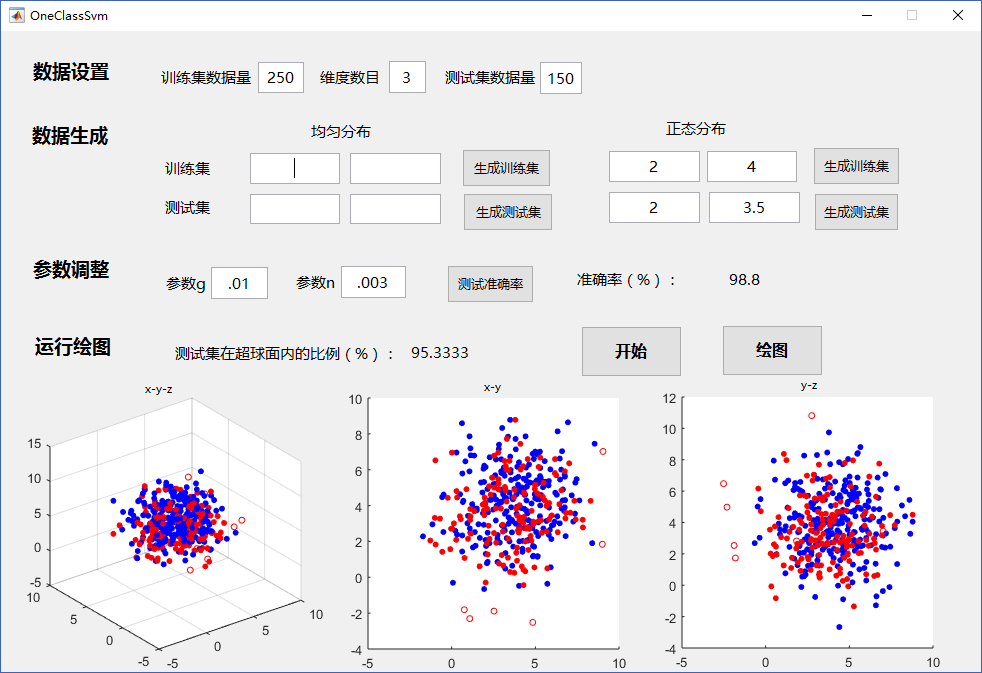 OneClassSvm
数据设置 训练集数据量 250 维度数目 3 测试集数据量 150
数据生成 均匀分布 正态分布
训练集 生成训练集 2 4 生成训练集
测试集 生成测试集 2 3.5 生成测试集
参数调整 参数g .01 参数n .003 测试准确率 准确率（%）： 98.8
运行绘图 测试集在超球面内的比例（%）： 95.3333 开始 绘图
x-y-z
15
10
5
0
-5
10
5
0
-5
-5
0
5
10
x-y
10
8
6
4
2
0
-2
-4
-5 0 5 10
y-z
12
10
8
6
4
2
0
-2
-4
-5 0 5 10